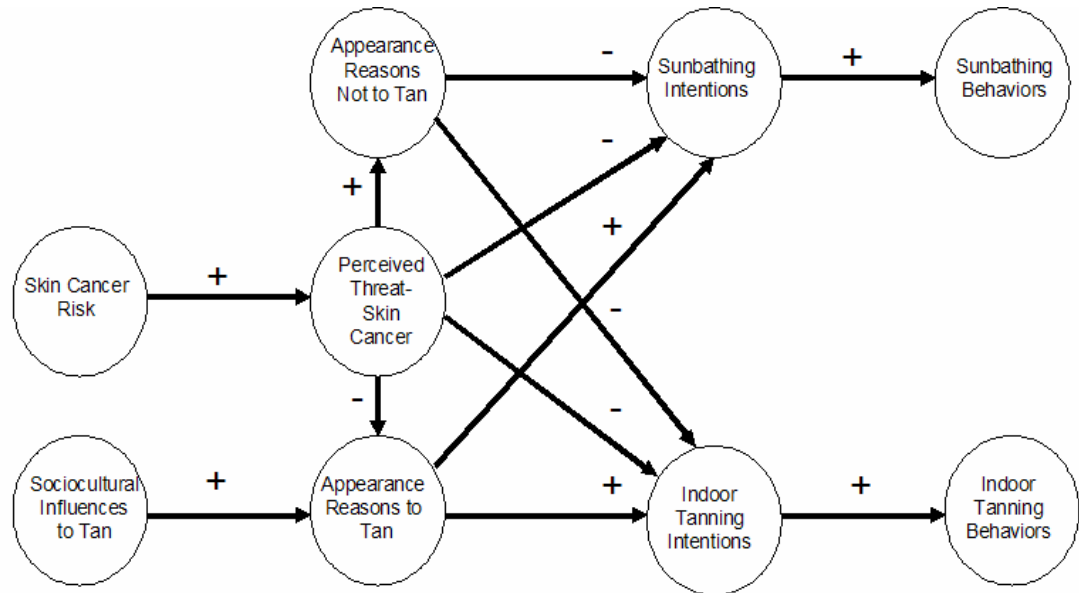 Appearance
Reasons
Not to Tan
-
Sunbathing
Intentions
+
Sunbathing
Behaviors
-
+
+
Skin Cancer
Risk
+
Perceived
Threat-
Skin
Cancer
-
-
-
Sociocultural
Influences
to Tan
+
Appearance
Reasons to
Tan
+
Indoor
Tanning
Intentions
+
Indoor
Tanning
Behaviors